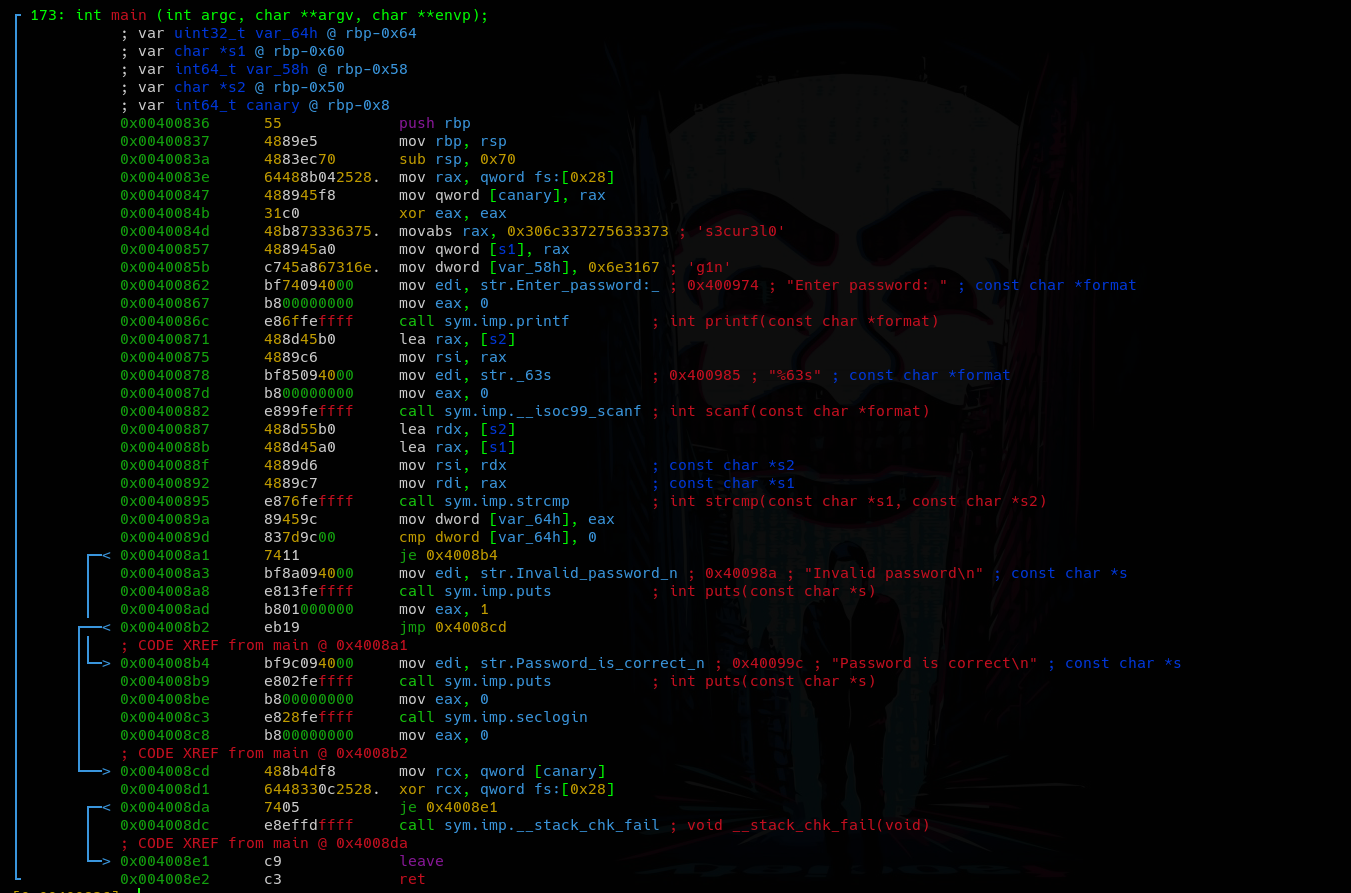 173: int main (int argc, char **argv, char **envp);
; var uint32_t var_64h @ rbp-0x64
; var char *s1 @ rbp-0x60
; var int64_t var_58h @ rbp-0x58
; var char *s2 @ rbp-0x50
; var int64_t canary @ rbp-0x8
0x00400836 55 push rbp
0x00400837 4889e5 mov rbp, rsp
0x0040083a 4883ec70 sub rsp, 0x70
0x0040083e 64488b042528. mov rax, qword fs:[0x28]
0x00400847 488945f8 mov qword [canary], rax
0x0040084b 31c0 xor eax, eax
0x0040084d 48b873336375. movabs rax, 0x306c337275633373 ; 's3cur3l0'
0x00400857 488945a0 mov qword [s1], rax
0x0040085b c745a867316e. mov dword [var_58h], 0x6e3167 ; 'g1n'
0x00400862 bf74094000 mov edi, str.Enter_password:_ ; 0x400974 ; "Enter password: " ; const char *format
0x00400867 b800000000 mov eax, 0
0x0040086c e86ffeffff call sym.imp.printf ; int printf(const char *format)
0x00400871 488d45b0 lea rax, [s2]
0x00400875 4889c6 mov rsi, rax
0x00400878 bf85094000 mov edi, str._63s ; 0x400985 ; "%63s" ; const char *format
0x0040087d b800000000 mov eax, 0
0x00400882 e899feffff call sym.imp.__isoc99_scanf ; int scanf(const char *format)
0x00400887 488d55b0 lea rdx, [s2]
0x0040088b 488d45a0 lea rax, [s1]
0x0040088f 4889d6 mov rsi, rdx ; const char *s2
0x00400892 4889c7 mov rdi, rax ; const char *s1
0x00400895 e876feffff call sym.imp.strcmp ; int strcmp(const char *s1, const char *s2)
0x0040089a 89459c mov dword [var_64h], eax
0x0040089d 837d9c00 cmp dword [var_64h], 0
< 0x004008a1 7411 je 0x4008b4
0x004008a3 bf8a094000 mov edi, str.Invalid_password_n ; 0x40098a ; "Invalid password\n" ; const char *s
0x004008a8 e813feffff call sym.imp.puts ; int puts(const char *s)
0x004008ad b801000000 mov eax, 1
< 0x004008b2 eb19 jmp 0x4008cd
; CODE XREF from main @ 0x4008a1
> 0x004008b4 bf9c094000 mov edi, str.Password_is_correct_n ; 0x40099c ; "Password is correct\n" ; const char *s
0x004008b9 e802feffff call sym.imp.puts ; int puts(const char *s)
0x004008be b800000000 mov eax, 0
0x004008c3 e828feffff call sym.imp.seclogin
0x004008c8 b800000000 mov eax, 0
; CODE XREF from main @ 0x4008b2
> 0x004008cd 488b4df8 mov rcx, qword [canary]
0x004008d1 6448330c2528. xor rcx, qword fs:[0x28]
< 0x004008da 7405 je 0x4008e1
0x004008dc e8effdffff call sym.imp.__stack_chk_fail ; void __stack_chk_fail(void)
; CODE XREF from main @ 0x4008da
> 0x004008e1 c9 leave
0x004008e2 c3 ret